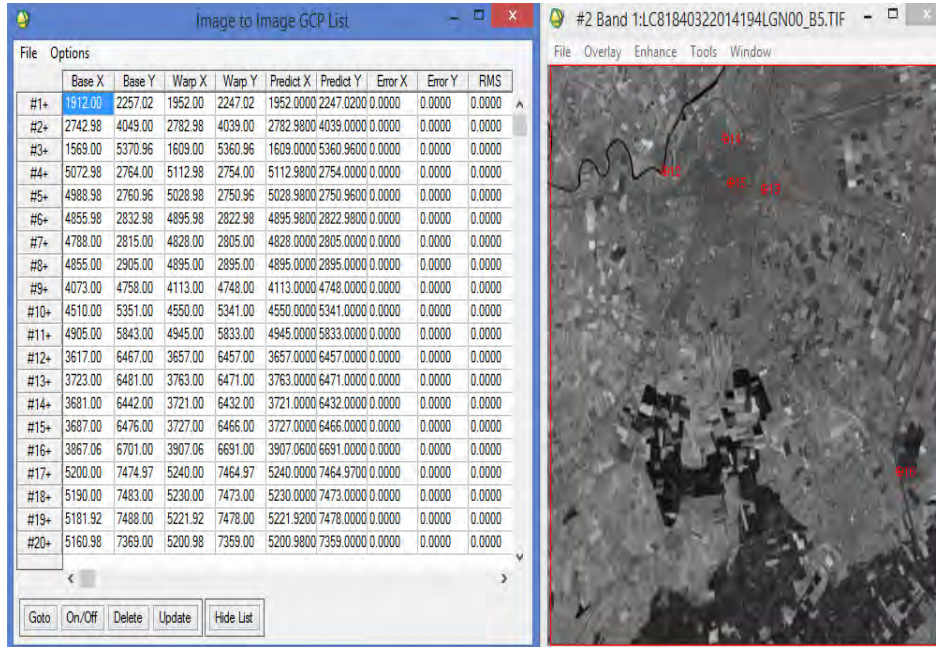 Image to Image GCP List
File Options
Base X Base Y Warp X Warp Y Predict X Predict Y Error X Error Y RMS
#1+ 1912.00 2257.02 1952.00 2247.02 1952.0000 2247.0200 0.0000 0.0000 0.0000
#2+ 2742.98 4049.00 2782.98 4039.00 2782.9800 4039.0000 0.0000 0.0000 0.0000
#3+ 1569.00 5370.96 1609.00 5360.96 1609.0000 5360.9600 0.0000 0.0000 0.0000
#4+ 5072.98 2764.00 5112.98 2754.00 5112.9800 2754.0000 0.0000 0.0000 0.0000
#5+ 4988.98 2760.96 5028.98 2750.96 5028.9800 2750.9600 0.0000 0.0000 0.0000
#6+ 4855.98 2832.98 4895.98 2822.98 4895.9800 2822.9800 0.0000 0.0000 0.0000
#7+ 4788.00 2815.00 4828.00 2805.00 4828.0000 2805.0000 0.0000 0.0000 0.0000
#8+ 4855.00 2905.00 4895.00 2895.00 4895.0000 2895.0000 0.0000 0.0000 0.0000
#9+ 4073.00 4758.00 4113.00 4748.00 4113.0000 4748.0000 0.0000 0.0000 0.0000
#10+ 4510.00 5351.00 4550.00 5341.00 4550.0000 5341.0000 0.0000 0.0000 0.0000
#11+ 4905.00 5843.00 4945.00 5833.00 4945.0000 5833.0000 0.0000 0.0000 0.0000
#12+ 3617.00 6467.00 3657.00 6457.00 3657.0000 6457.0000 0.0000 0.0000 0.0000
#13+ 3723.00 6481.00 3763.00 6471.00 3763.0000 6471.0000 0.0000 0.0000 0.0000
#14+ 3681.00 6442.00 3721.00 6432.00 3721.0000 6432.0000 0.0000 0.0000 0.0000
#15+ 3687.00 6476.00 3727.00 6466.00 3727.0000 6466.0000 0.0000 0.0000 0.0000
#16+ 3867.06 6701.00 3907.06 6691.00 3907.0600 6691.0000 0.0000 0.0000 0.0000
#17+ 5200.00 7474.97 5240.00 7464.97 5240.0000 7464.9700 0.0000 0.0000 0.0000
#18+ 5190.00 7483.00 5230.00 7473.00 5230.0000 7473.0000 0.0000 0.0000 0.0000
#19+ 5181.92 7488.00 5221.92 7478.00 5221.9200 7478.0000 0.0000 0.0000 0.0000
#20+ 5160.98 7369.00 5200.98 7359.00 5200.9800 7359.0000 0.0000 0.0000 0.0000
Goto On/Off Delete Update Hide List
#2 Band 1:LC81840322014194LGN00_B5.TIF
File Overlay Enhance Tools Window